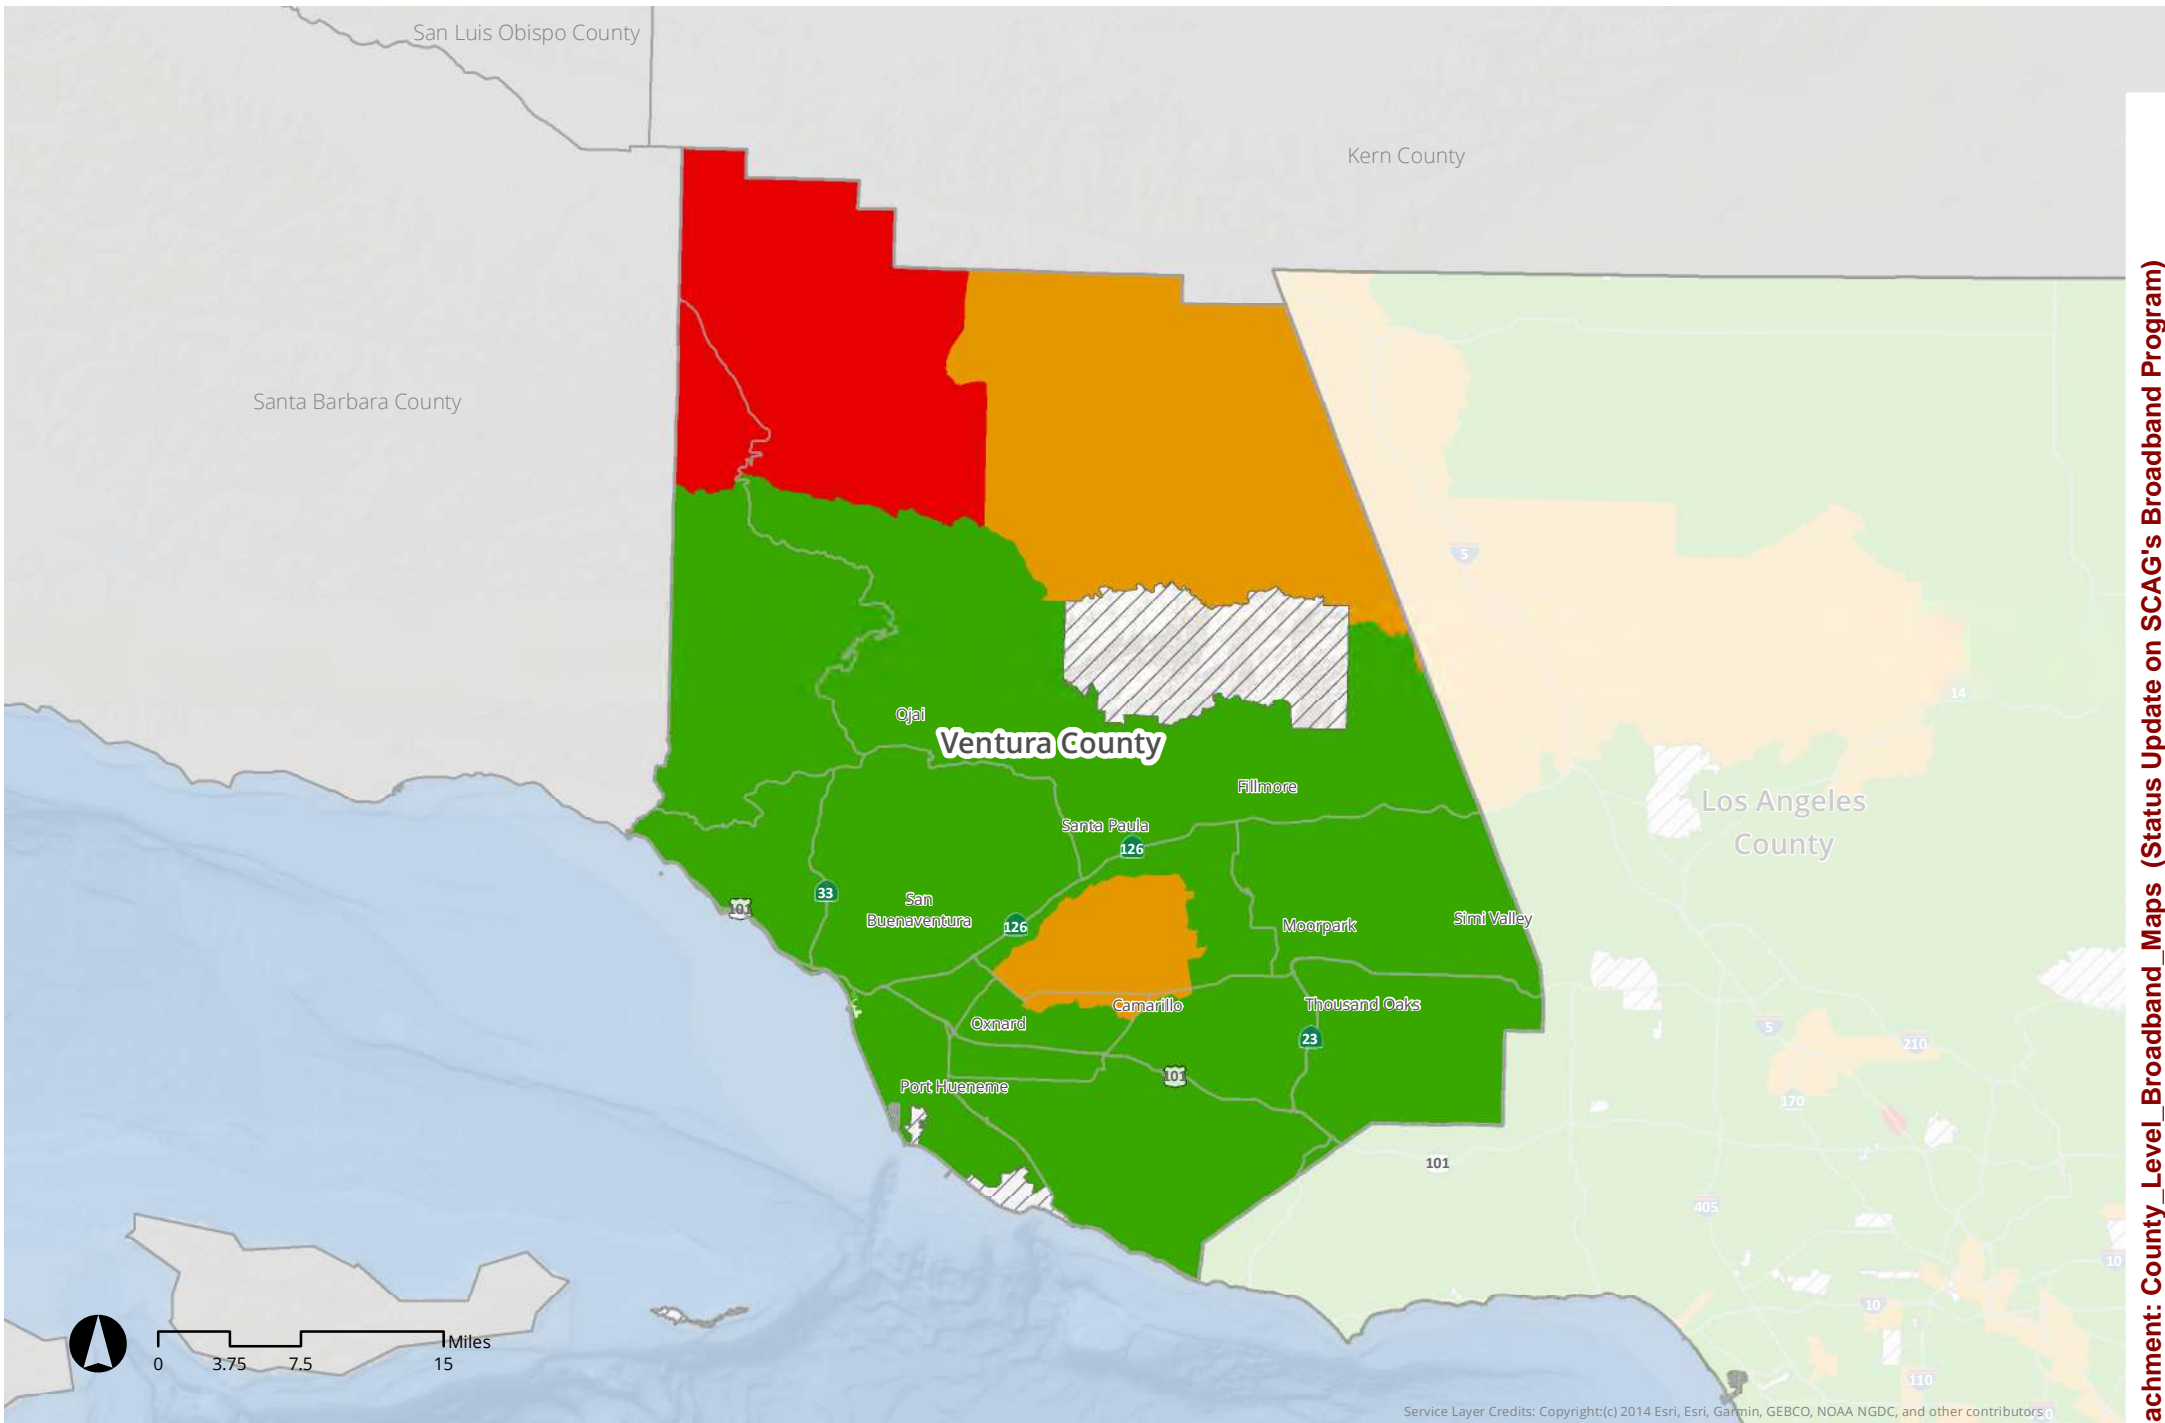 San Luis Obispo County
Kern County
Santa Barbara County
5
14
Ojai
Ventura County
Fillmore
Los Angeles
County
Santa Paula
126
33
San
Buenaventura
101
126
Moorpark
Simi Valley
Camarillo
Thousand Oaks
Oxnard
23
5
210
101
Port Hueneme
170
101
405
10
10
1
110
Miles
0
3.75
7.5
15
Service Layer Credits: Copyright:(c) 2014 Esri, Esri, Garmin, GEBCO, NOAA NGDC, and other contributors
achment: County_Level_Broadband_Maps (Status Update on SCAG's Broadband Program)